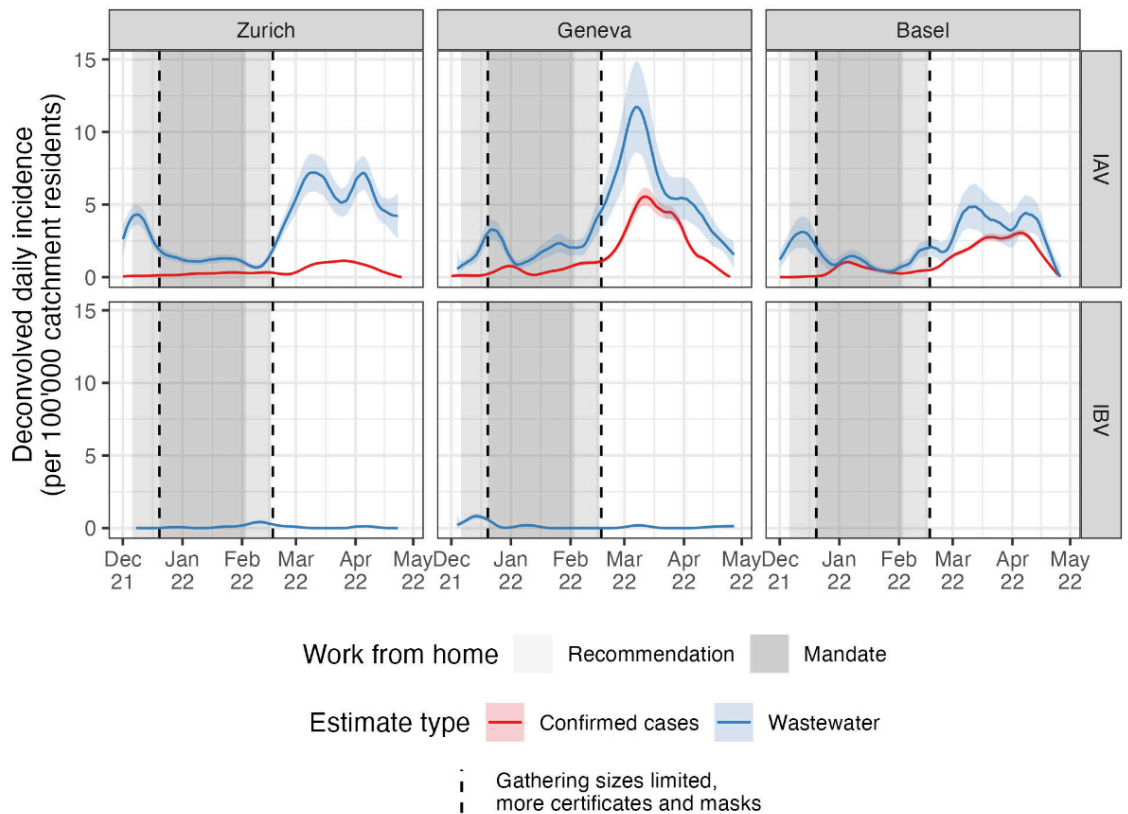 Zurich Geneva Basel
Deconvolved daily incidence
(per 100'000 catchment residents)
15
10
5
0
IAV
15
10
5
0
IBV
Dec Jan Feb Mar Apr May Dec Jan Feb Mar Apr May Dec Jan Feb Mar Apr May
21 22 22 22 22 22 21 22 22 22 22 22 21 22 22 22 22 22
Work from home Recommendation Mandate
Estimate type Confirmed cases Wastewater
Gathering sizes limited,
more certificates and masks